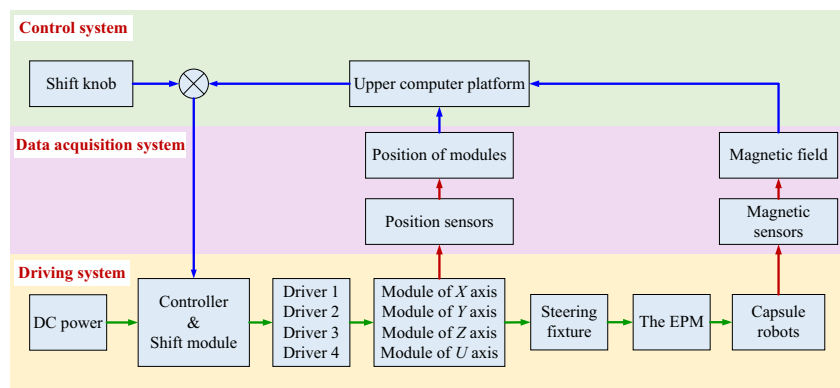 Control system
Shift knob
Upper computer platform
Data acquisition system
Position of modules
Magnetic field
Position sensors
Magnetic
sensors
Driving system
DC power
Controller
&
Shift module
Driver 1
Driver 2
Driver 3
Driver 4
Module of X axis
Module of Y axis
Module of Z axis
Module of U axis
Steering
fixture
The EPM
Capsule
robots